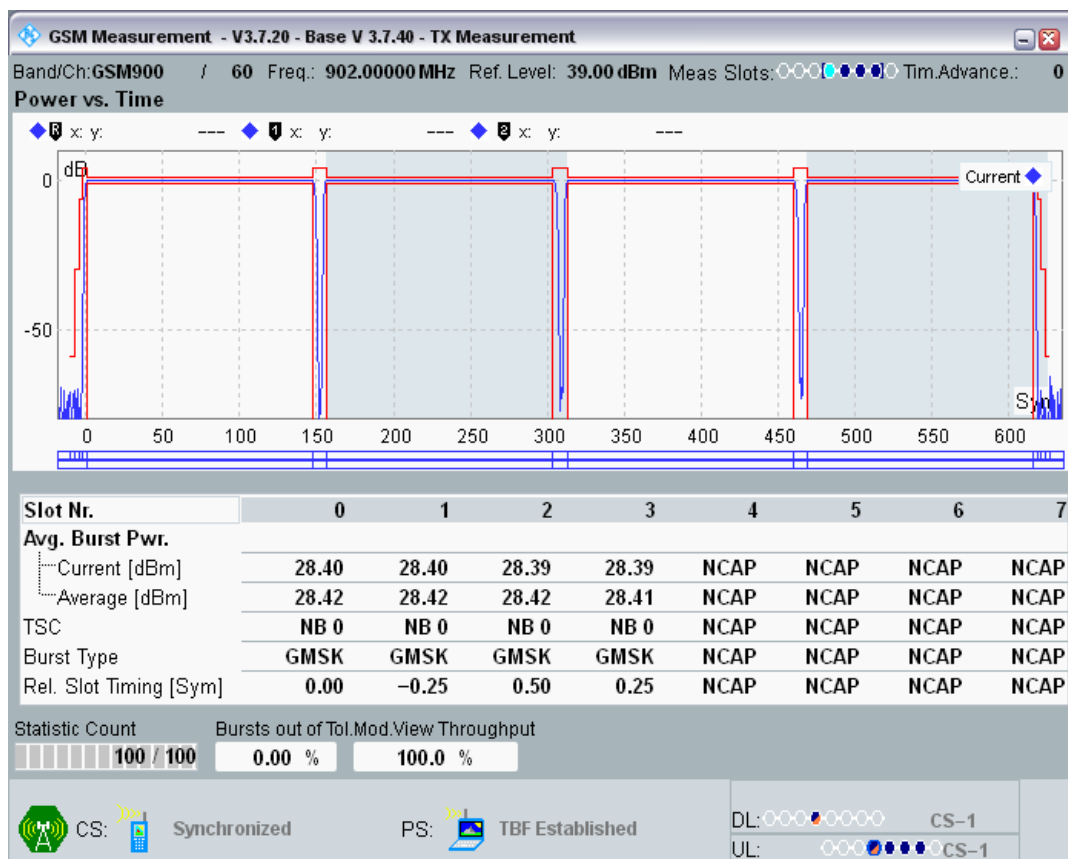 GSM Measurement - V3.7.20 - Base V 3.7.40 - TX Measurement
Band/Ch:GSM900 / 60 Freq.: 902.00000 MHz Ref. Level: 39.00 dBm Meas Slots: Tim.Advance.: 0
Power vs. Time
R x: y: --- 1 x: y: --- 2 x: y: ---
dB
Current
0
-50
Sym
0 50 100 150 200 250 300 350 400 450 500 550 600
Slot Nr. 0 1 2 3 4 5 6 7
Avg. Burst Pwr.
Current [dBm] 28.40 28.40 28.39 28.39 NCAP NCAP NCAP NCAP
Average [dBm] 28.42 28.42 28.42 28.41 NCAP NCAP NCAP NCAP
TSC NB 0 NB 0 NB 0 NB 0 NCAP NCAP NCAP NCAP
Burst Type GMSK GMSK GMSK GMSK NCAP NCAP NCAP NCAP
Rel. Slot Timing [Sym] 0.00 −0.25 0.50 0.25 NCAP NCAP NCAP NCAP
Statistic Count Bursts out of Tol.Mod.View Throughput
100 / 100 0.00 % 100.0 %
CS: Synchronized PS: TBF Established DL: CS−1
UL: CS−1